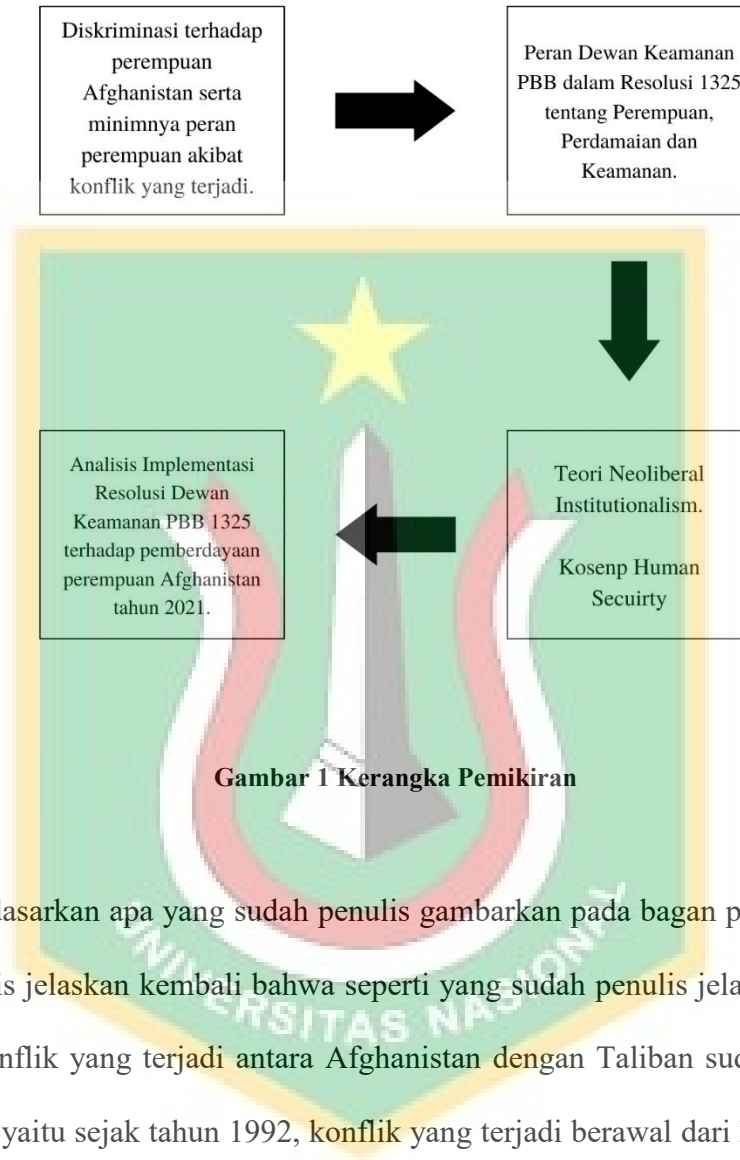 Diskriminasi terhadap
perempuan
Afghanistan serta
minimnya peran
perempuan akibat
konflik yang terjadi.
Peran Dewan Keamanan
PBB dalam Resolusi 1325
tentang Perempuan,
Perdamaian dan
Keamanan.
Teori Neoliberal
Institutionalism.
Kosenp Human
Secuirty
Analisis Implementasi
Resolusi Dewan
Keamanan PBB 1325
terhadap pemberdayaan
perempuan Afghanistan
tahun 2021.
Gambar 1 Kerangka Pemikiran
dasarkan apa yang sudah penulis gambarkan pada bagan p
is jelaskan kembali bahwa seperti yang sudah penulis jela
nflik yang terjadi antara Afghanistan dengan Taliban sud
yaitu sejak tahun 1992, konflik yang terjadi berawal dari
UNIVERSITAS NASIONAL